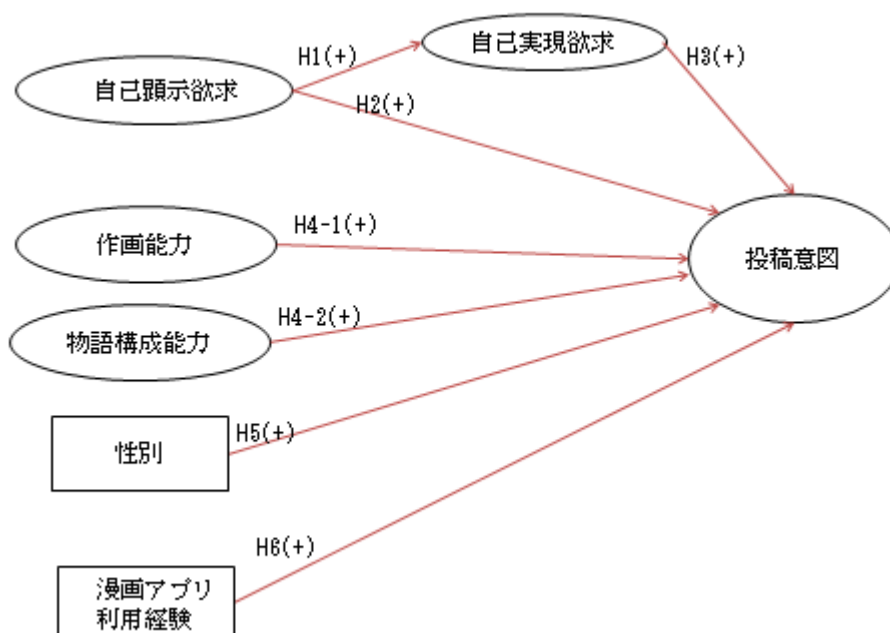 H1(+)
自己実現欲求
H3(+)
自己顕示欲求
H2(+)
作画能力
H4-1(+)
投稿意図
物語構成能力
H4-2(+)
性別
H5(+)
H6(+)
漫画アプリ
利用経験